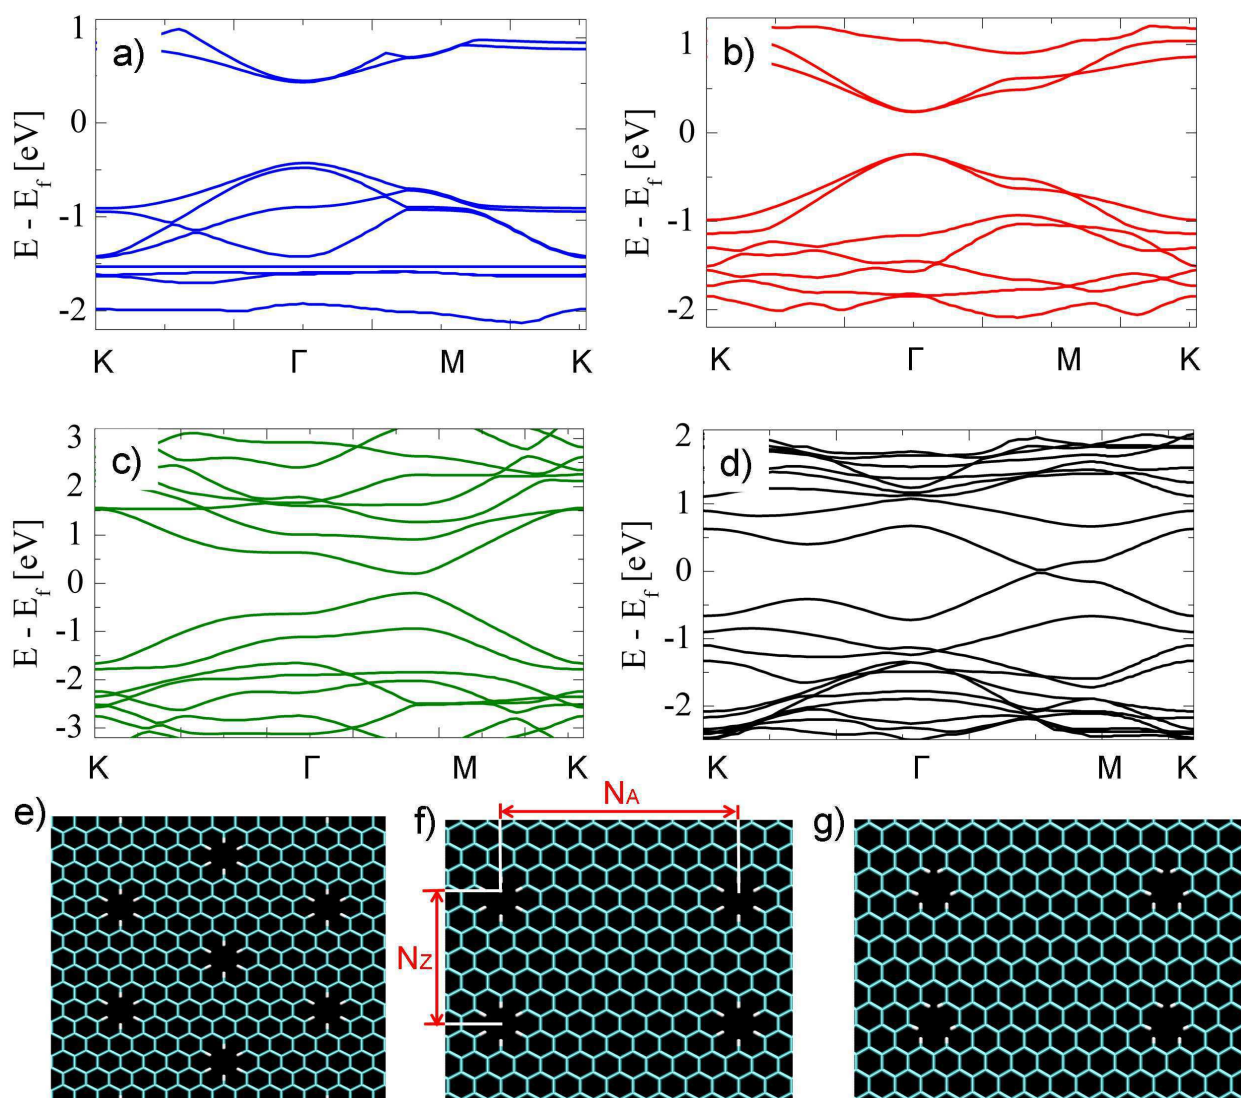 a)
1
0
-1
-2
E - E_f [eV]
K Γ M K
b)
1
0
-1
-2
E - E_f [eV]
K Γ M K
c)
3
2
1
0
-1
-2
-3
E - E_f [eV]
K Γ M K
d)
2
1
0
-1
-2
E - E_f [eV]
K Γ M K
e)
f)
N_A
N_Z
g)